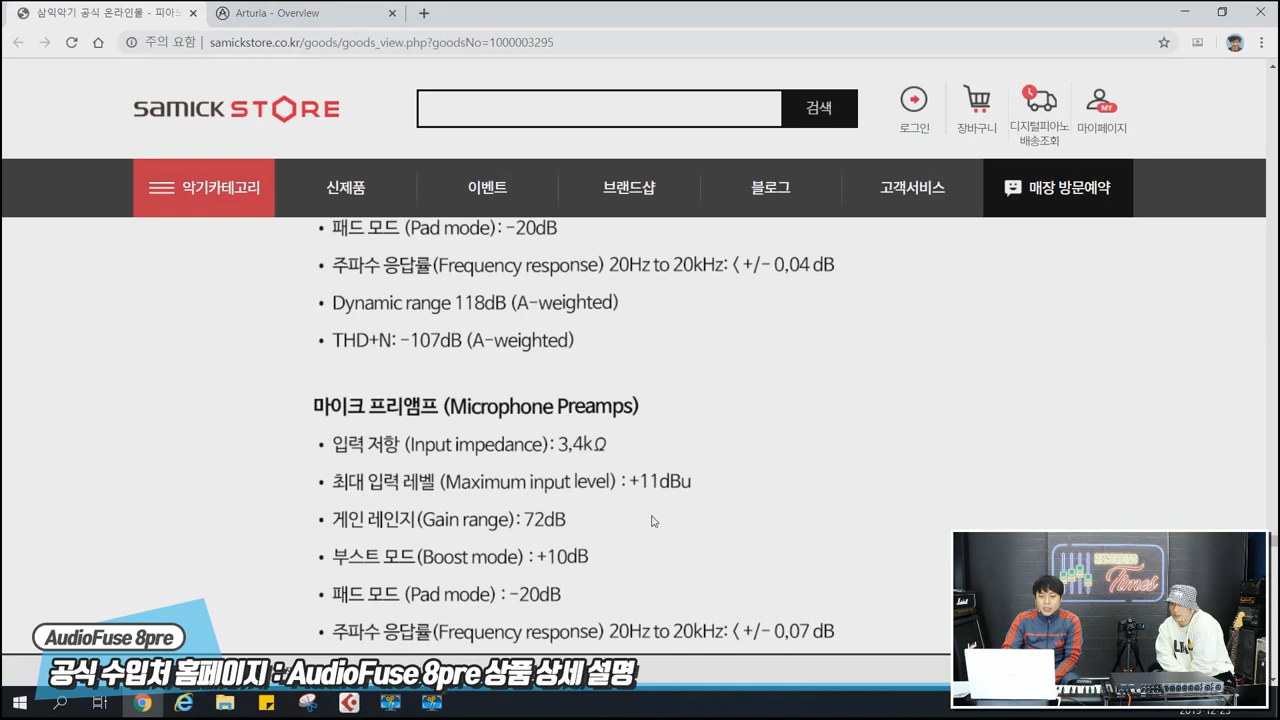 삼익악기 공식 온라인몰 - 피아노
Arturia - Overview
주의 요함 | samickstore.co.kr/goods/goods_view.php?goodsNo=1000003295
SAMICK STORE
검색
로그인
장바구니
디지털피아노
배송조회
MY
마이페이지
악기카테고리
신제품
이벤트
브랜드샵
블로그
고객서비스
매장 방문예약
• 패드 모드 (Pad mode): -20dB
• 주파수 응답률(Frequency response) 20Hz to 20kHz: < +/- 0,04 dB
• Dynamic range 118dB (A-weighted)
• THD+N: -107dB (A-weighted)
마이크 프리앰프 (Microphone Preamps)
• 입력 저항 (Input impedance): 3,4kΩ
• 최대 입력 레벨 (Maximum input level) : +11dBu
• 게인 레인지(Gain range): 72dB
• 부스트 모드(Boost mode) : +10dB
• 패드 모드 (Pad mode) : -20dB
• 주파수 응답률(Frequency response) 20Hz to 20kHz: < +/- 0,07 dB
Times
AudioFuse 8pre
공식 수입처 홈페이지 : AudioFuse 8pre 상품 상세 설명
2019-12-23